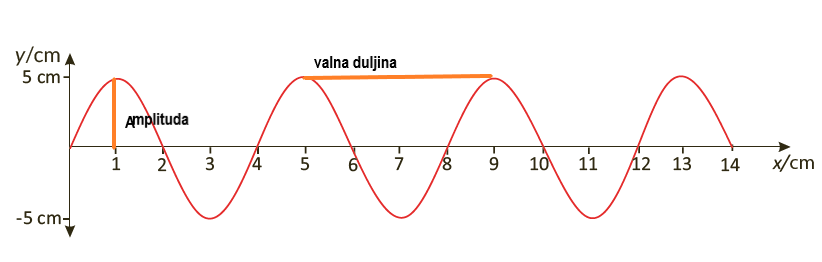 y/cm
valna duljina
5 cm
Amplituda
1 2 3 4 5 6 7 8 9 10 11 12 13 14 x/cm
-5 cm